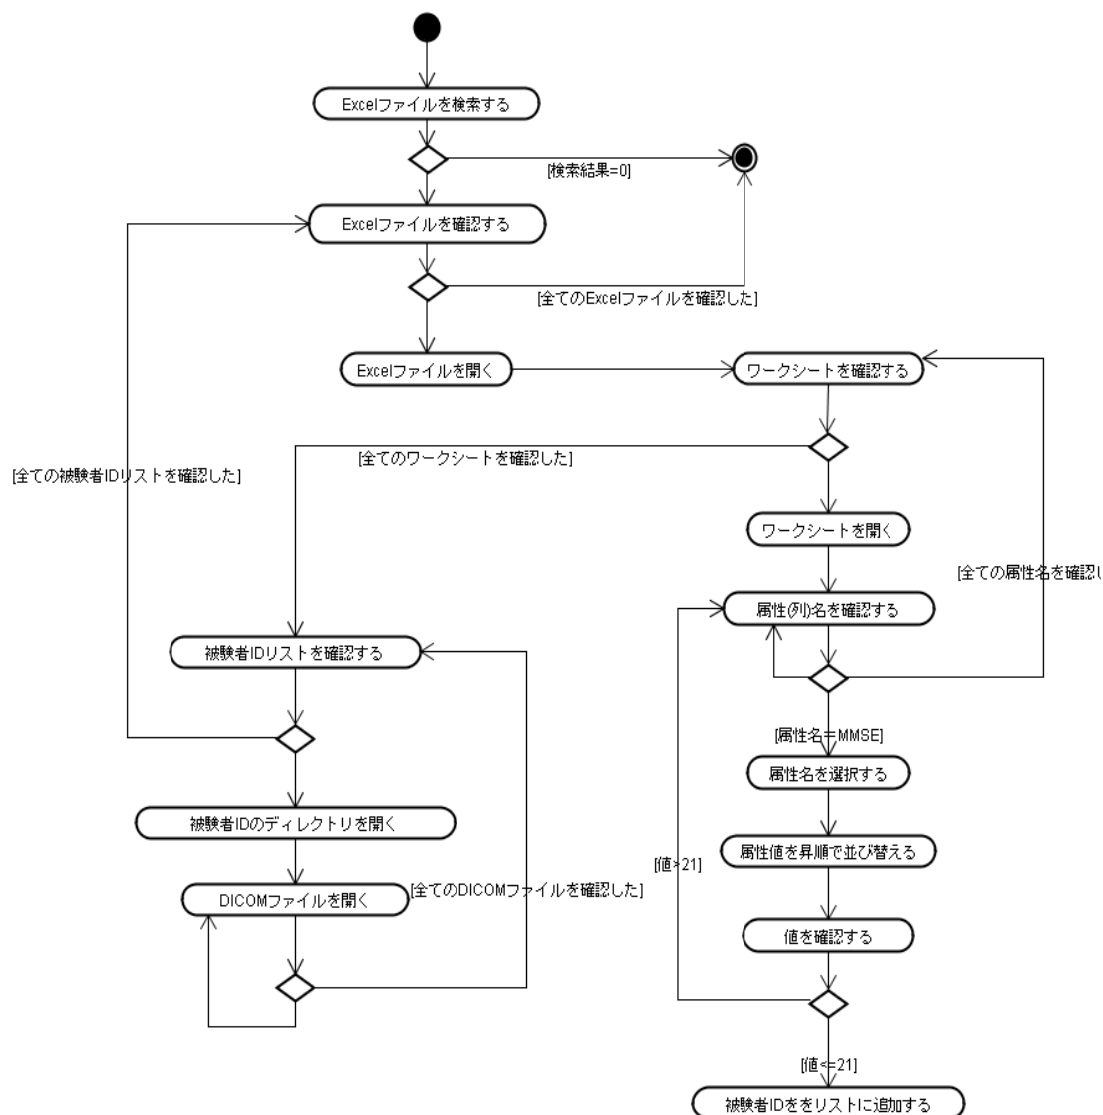 Excelファイルを検索する
[検索結果=0]
Excelファイルを確認する
[全てのExcelファイルを確認した]
Excelファイルを開く
ワークシートを確認する
[全てのワークシートを確認した]
[全ての被験者IDリストを確認した]
ワークシートを開く
[全ての属性名を確認し
属性(列)名を確認する
被験者IDリストを確認する
[属性名=MMSE]
属性名を選択する
被験者IDのディレクトリを開く
属性値を昇順で並び替える
[値>21]
DICOMファイルを開く
[全てのDICOMファイルを確認した]
値を確認する
[値<=21]
被験者IDををリストに追加する